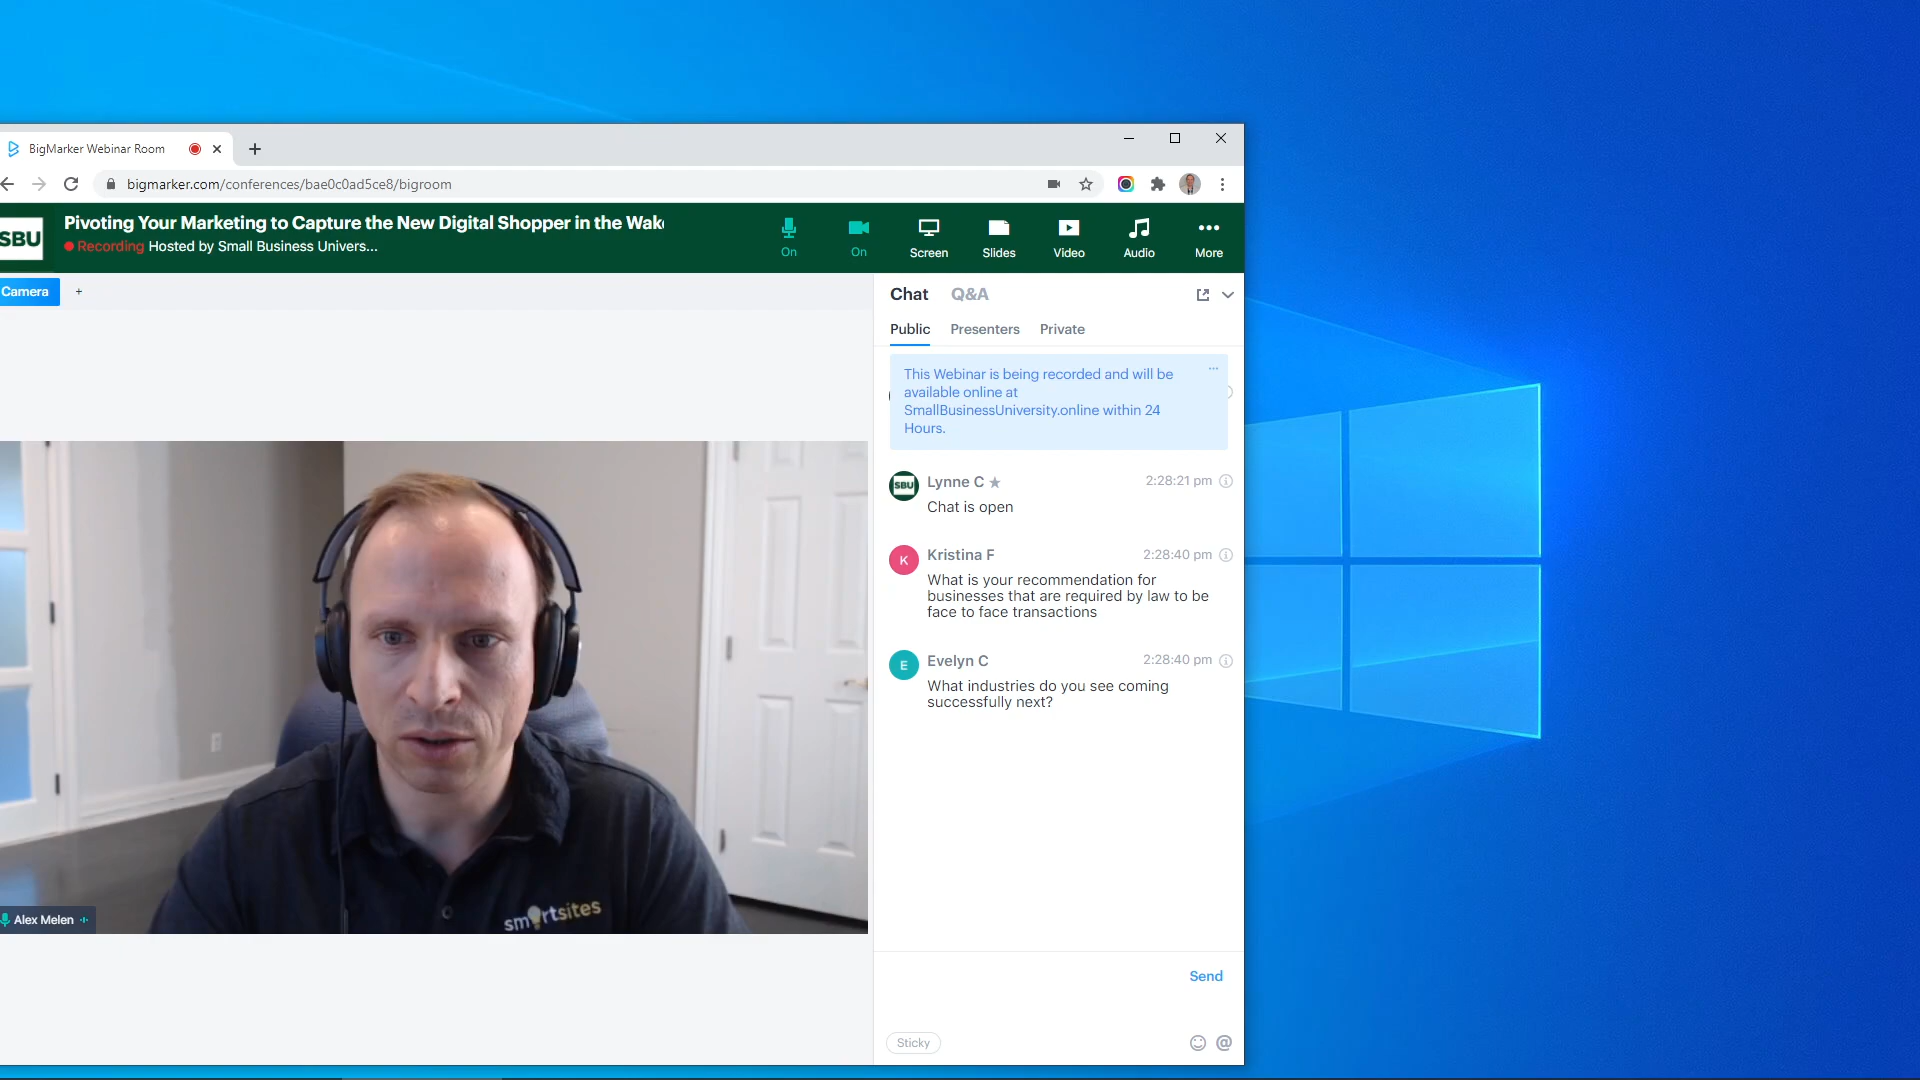 BigMarker Webinar Room
bigmarker.com/conferences/bae0c0ad5ce8/bigroom
SBU
Pivoting Your Marketing to Capture the New Digital Shopper in the Wake
Recording Hosted by Small Business Univers...
On
On
Screen
Slides
Video
Audio
More
Camera
+
Chat
Q&A
Public
Presenters
Private
This Webinar is being recorded and will be
available online at
SmallBusinessUniversity.online within 24
Hours.
SBU
Lynne C
2:28:21 pm
Chat is open
K
Kristina F
2:28:40 pm
What is your recommendation for
businesses that are required by law to be
face to face transactions
E
Evelyn C
2:28:40 pm
What industries do you see coming
successfully next?
smartsites
Alex Melen
Send
Sticky
@